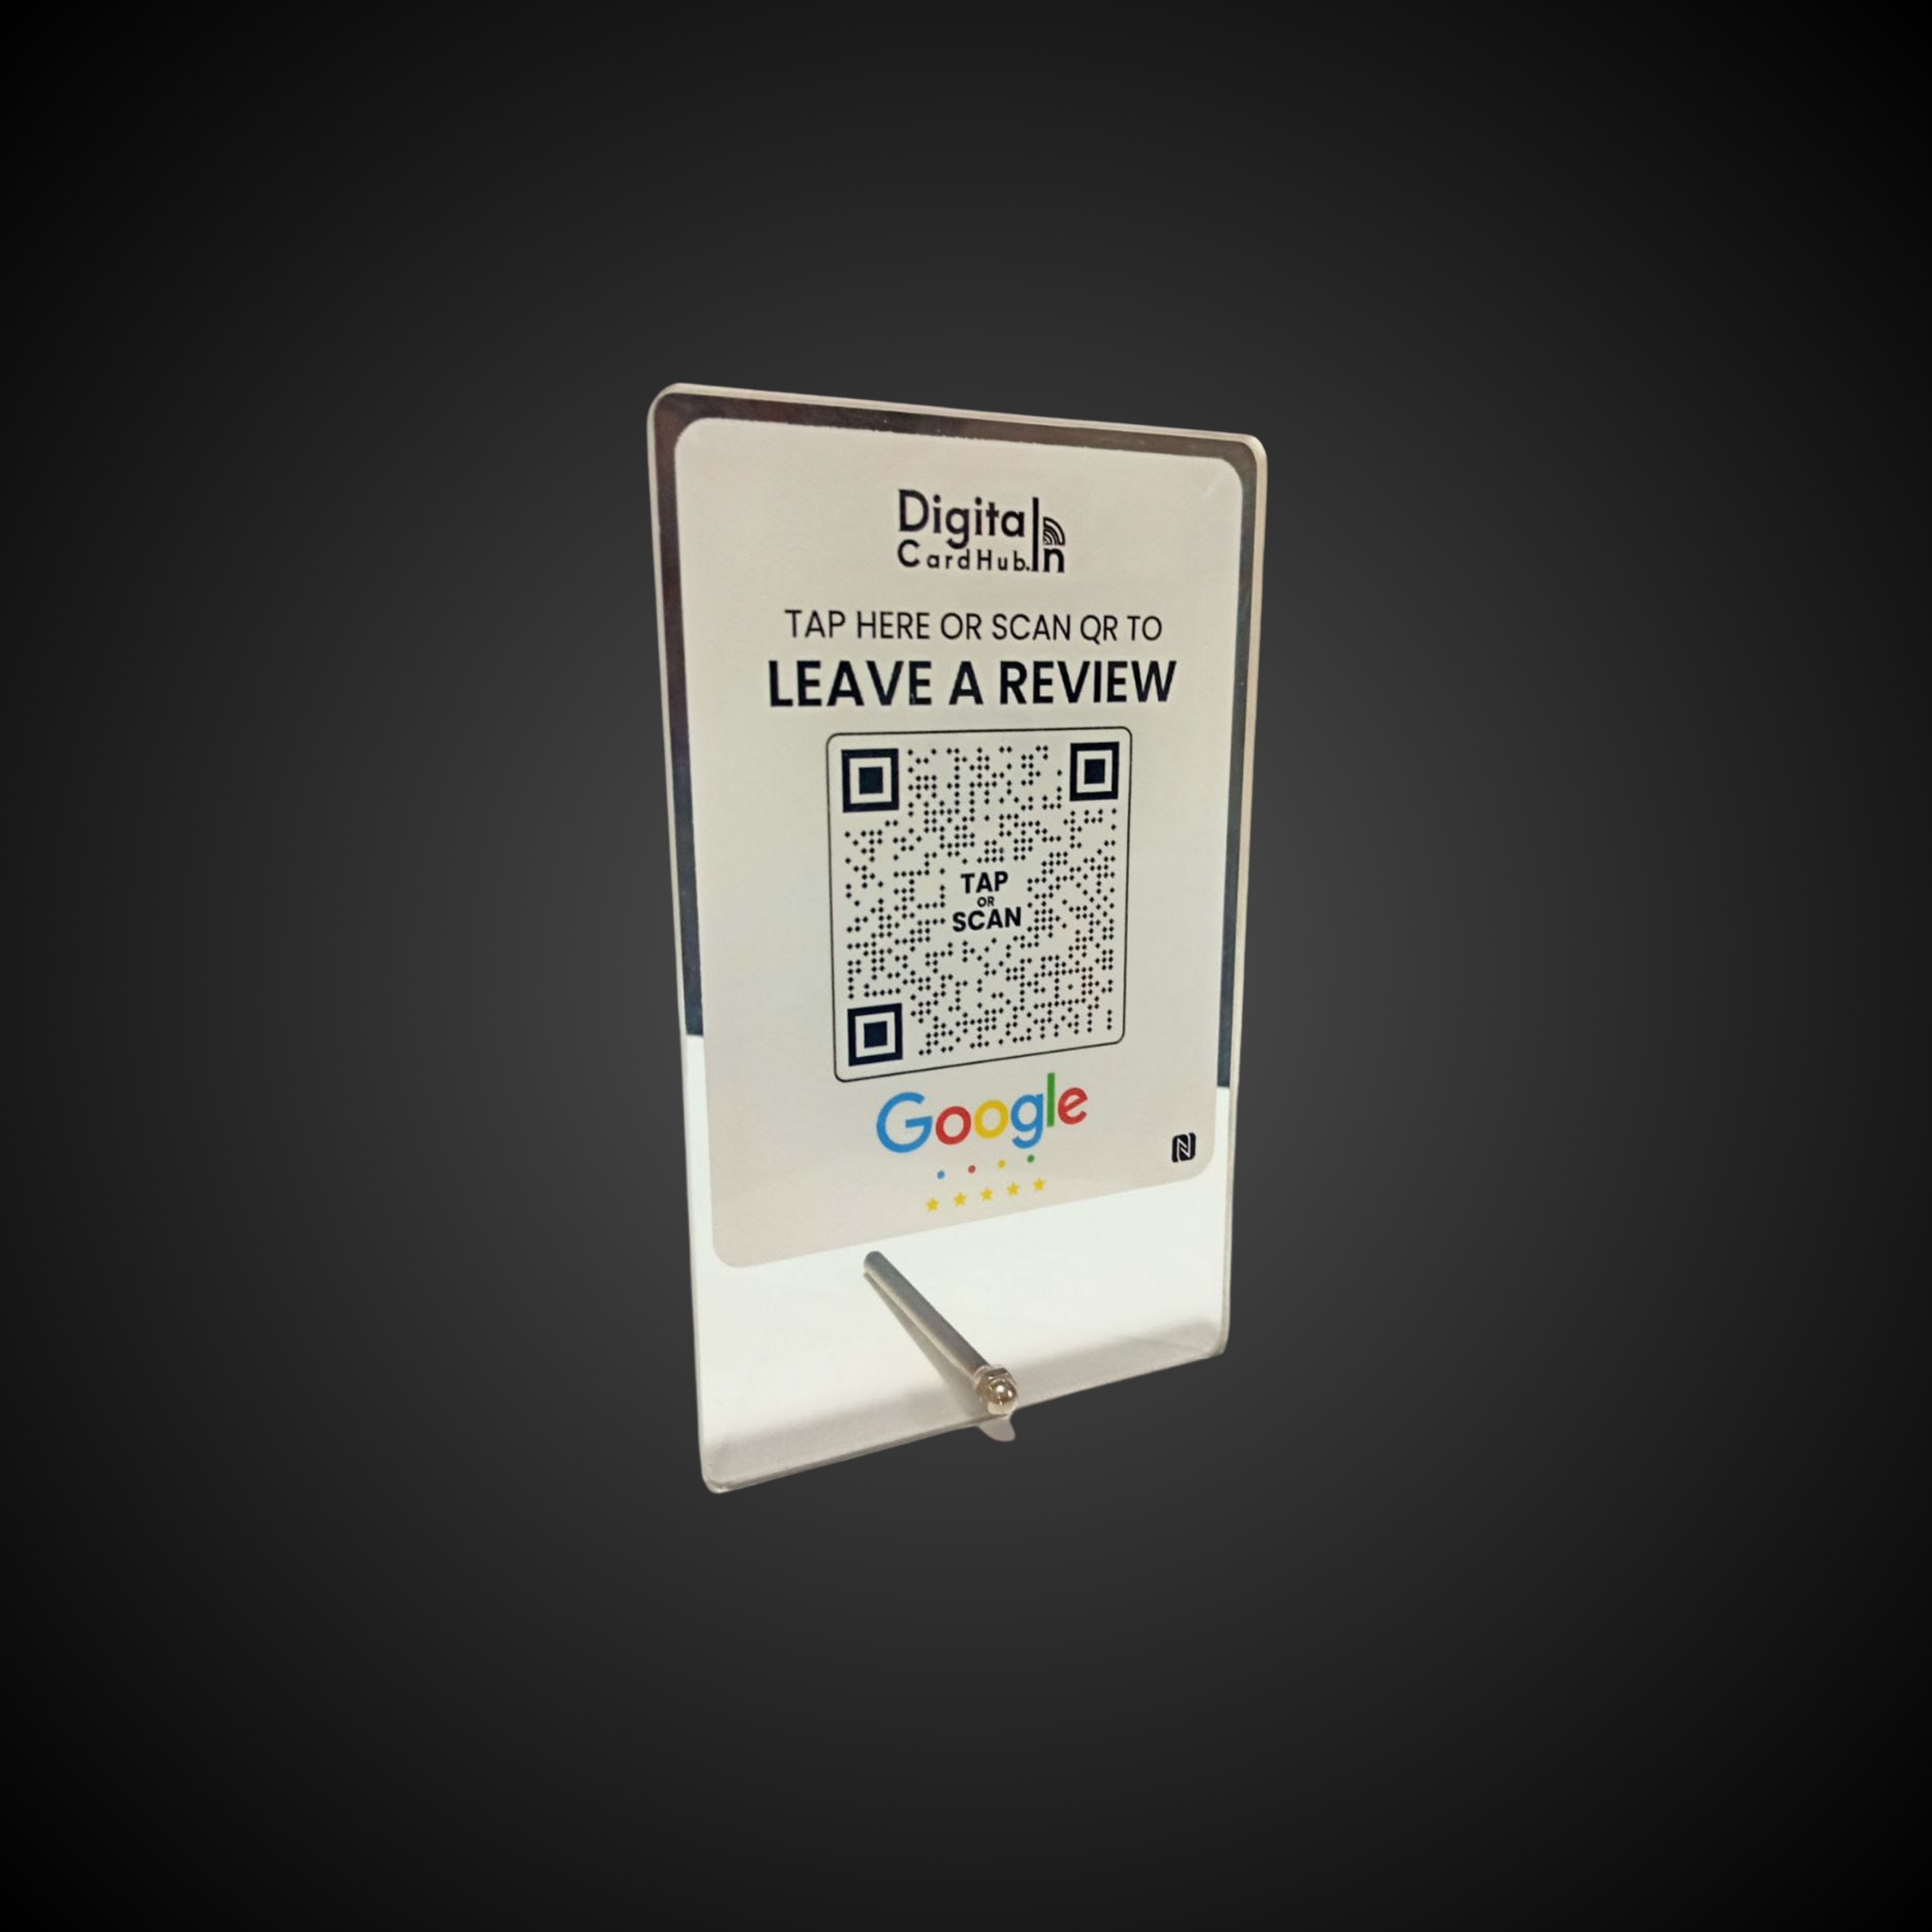 Digital
CardHub.In
TAP HERE OR SCAN QR TO
LEAVE A REVIEW
TAP
OR
SCAN
Google